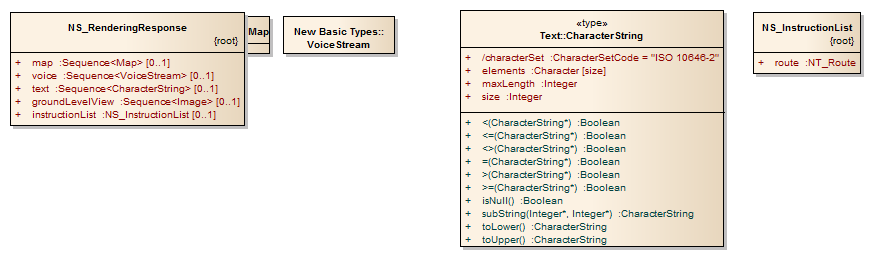 NS_RenderingResponse
{root}
+ map :Sequence<Map> [0..1]
+ voice :Sequence<VoiceStream> [0..1]
+ text :Sequence<CharacterString> [0..1]
+ groundLevelView :Sequence<Image> [0..1]
+ instructionList :NS_InstructionList [0..1]
Map
New Basic Types::
VoiceStream
«type»
Text::CharacterString
+ /characterSet :CharacterSetCode = "ISO 10646-2"
+ elements :Character [size]
+ maxLength :Integer
+ size :Integer
+ <(CharacterString*) :Boolean
+ <=(CharacterString*) :Boolean
+ <>(CharacterString*) :Boolean
+ =(CharacterString*) :Boolean
+ >(CharacterString*) :Boolean
+ >=(CharacterString*) :Boolean
+ isNull() :Boolean
+ subString(Integer*, Integer*) :CharacterString
+ toLower() :CharacterString
+ toUpper() :CharacterString
NS_InstructionList
{root}
+ route :NT_Route